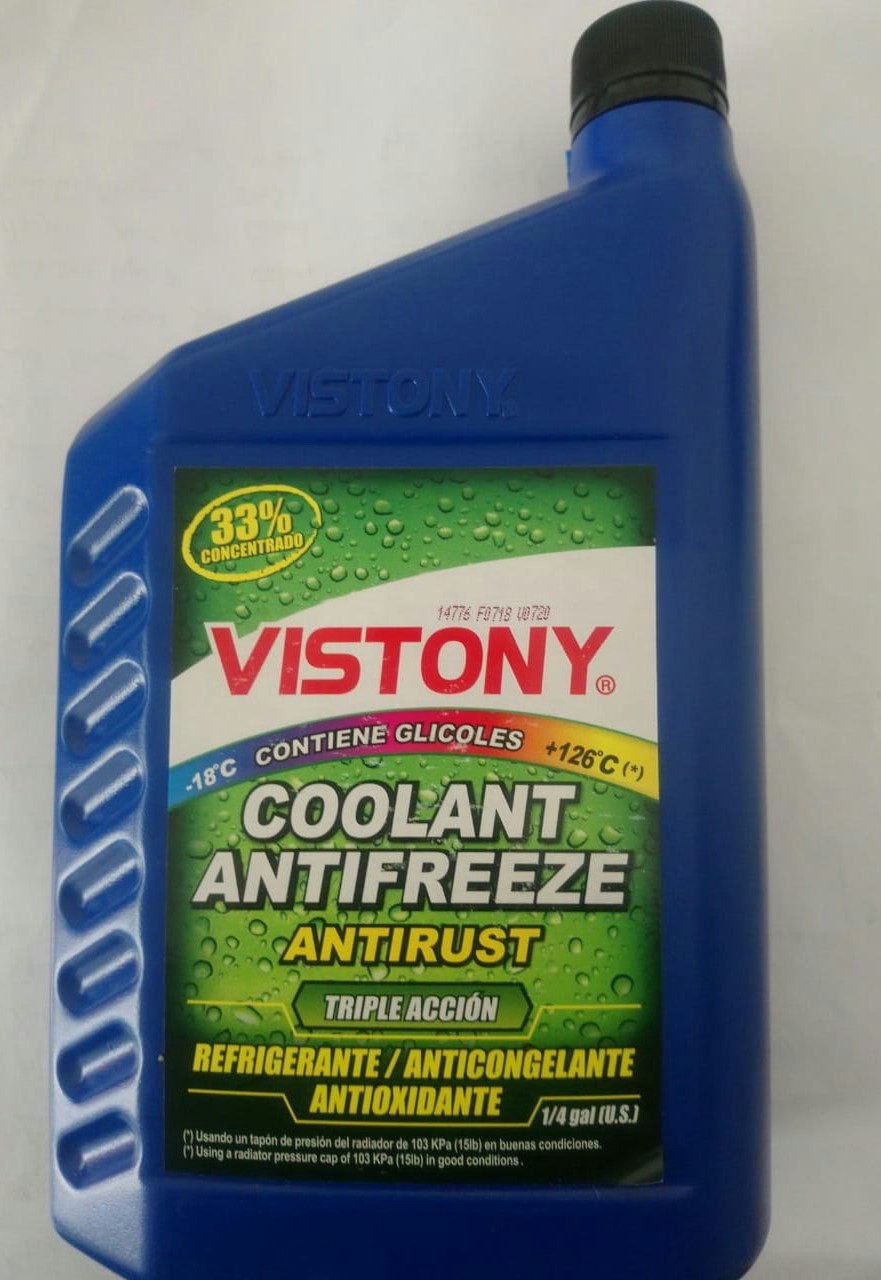 VISTONY
33%
CONCENTRADO
14776 F0718 V0720
VISTONY®
-18°C CONTIENE GLICOLES +126°C (*)
COOLANT
ANTIFREEZE
ANTIRUST
TRIPLE ACCIÓN
REFRIGERANTE / ANTICONGELANTE
ANTIOXIDANTE
1/4 gal (U.S.)
(*) Usando un tapón de presión del radiador de 103 KPa (15lb) en buenas condiciones.
(*) Using a radiator pressure cap of 103 KPa (15lb) in good conditions.